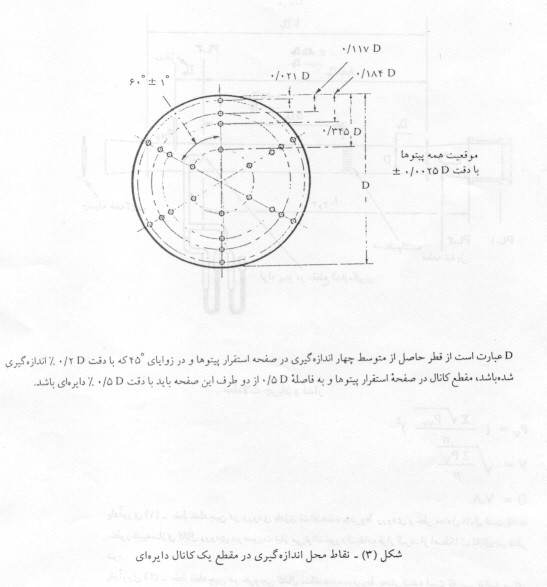 ۰/۱۱۷ D
۰/۱۸۴ D
۰/۰۲۱ D
۶۰° ± ۱°
۰/۳۴۵ D
موقعیت همه پیتوها
با دقت ۰/۰۰۲۵ D ±
D
D عبارت است از قطر حاصل از متوسط چهار اندازه‌گیری در صفحه استقرار پیتوها و در زوایای ۴۵° که با دقت ۰/۲ D ٪ اندازه‌گیری
شده‌باشد، مقطع کانال در صفحهٔ استقرار پیتوها و به فاصلهٔ ۰/۵ D از دو طرف این صفحه باید با دقت ۰/۵ D ٪ دایره‌ای باشد.
شکل (۳) ـ نقاط محل اندازه‌گیری در مقطع یک کانال دایره‌ای